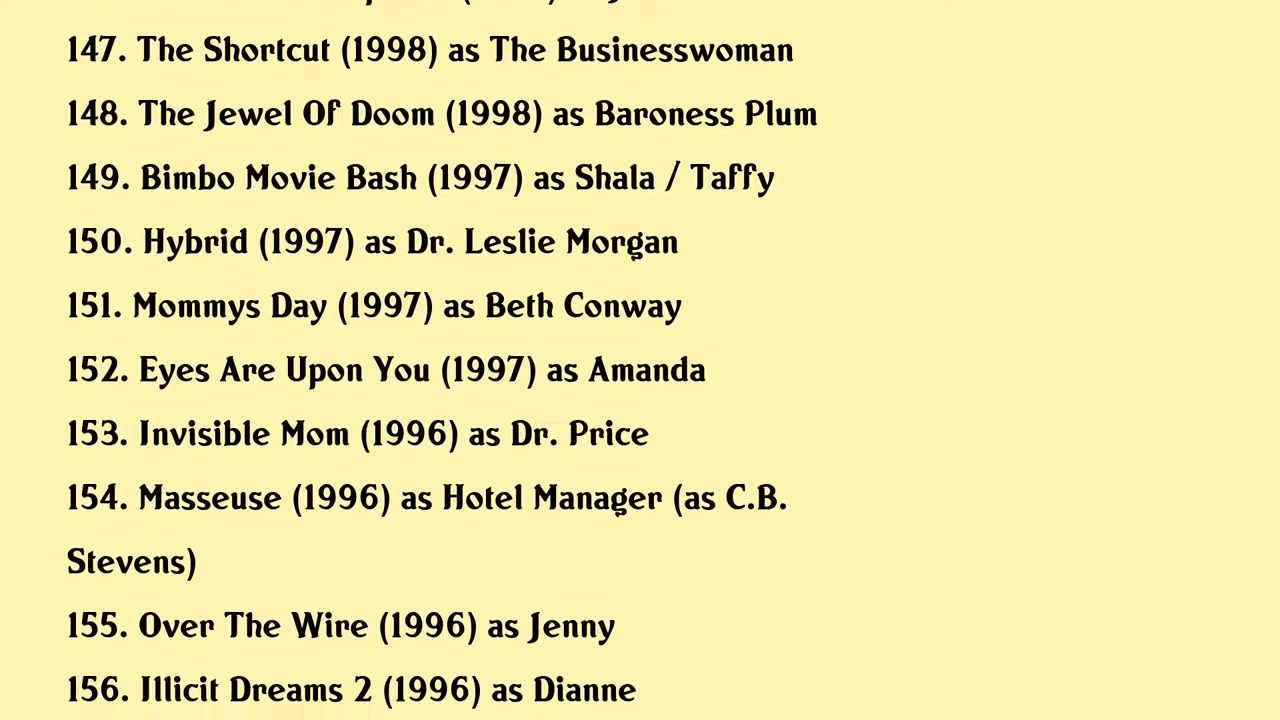 147. The Shortcut (1998) as The Businesswoman
148. The Jewel Of Doom (1998) as Baroness Plum
149. Bimbo Movie Bash (1997) as Shala / Taffy
150. Hybrid (1997) as Dr. Leslie Morgan
151. Mommys Day (1997) as Beth Conway
152. Eyes Are Upon You (1997) as Amanda
153. Invisible Mom (1996) as Dr. Price
154. Masseuse (1996) as Hotel Manager (as C.B.
Stevens)
155. Over The Wire (1996) as Jenny
156. Illicit Dreams 2 (1996) as Dianne